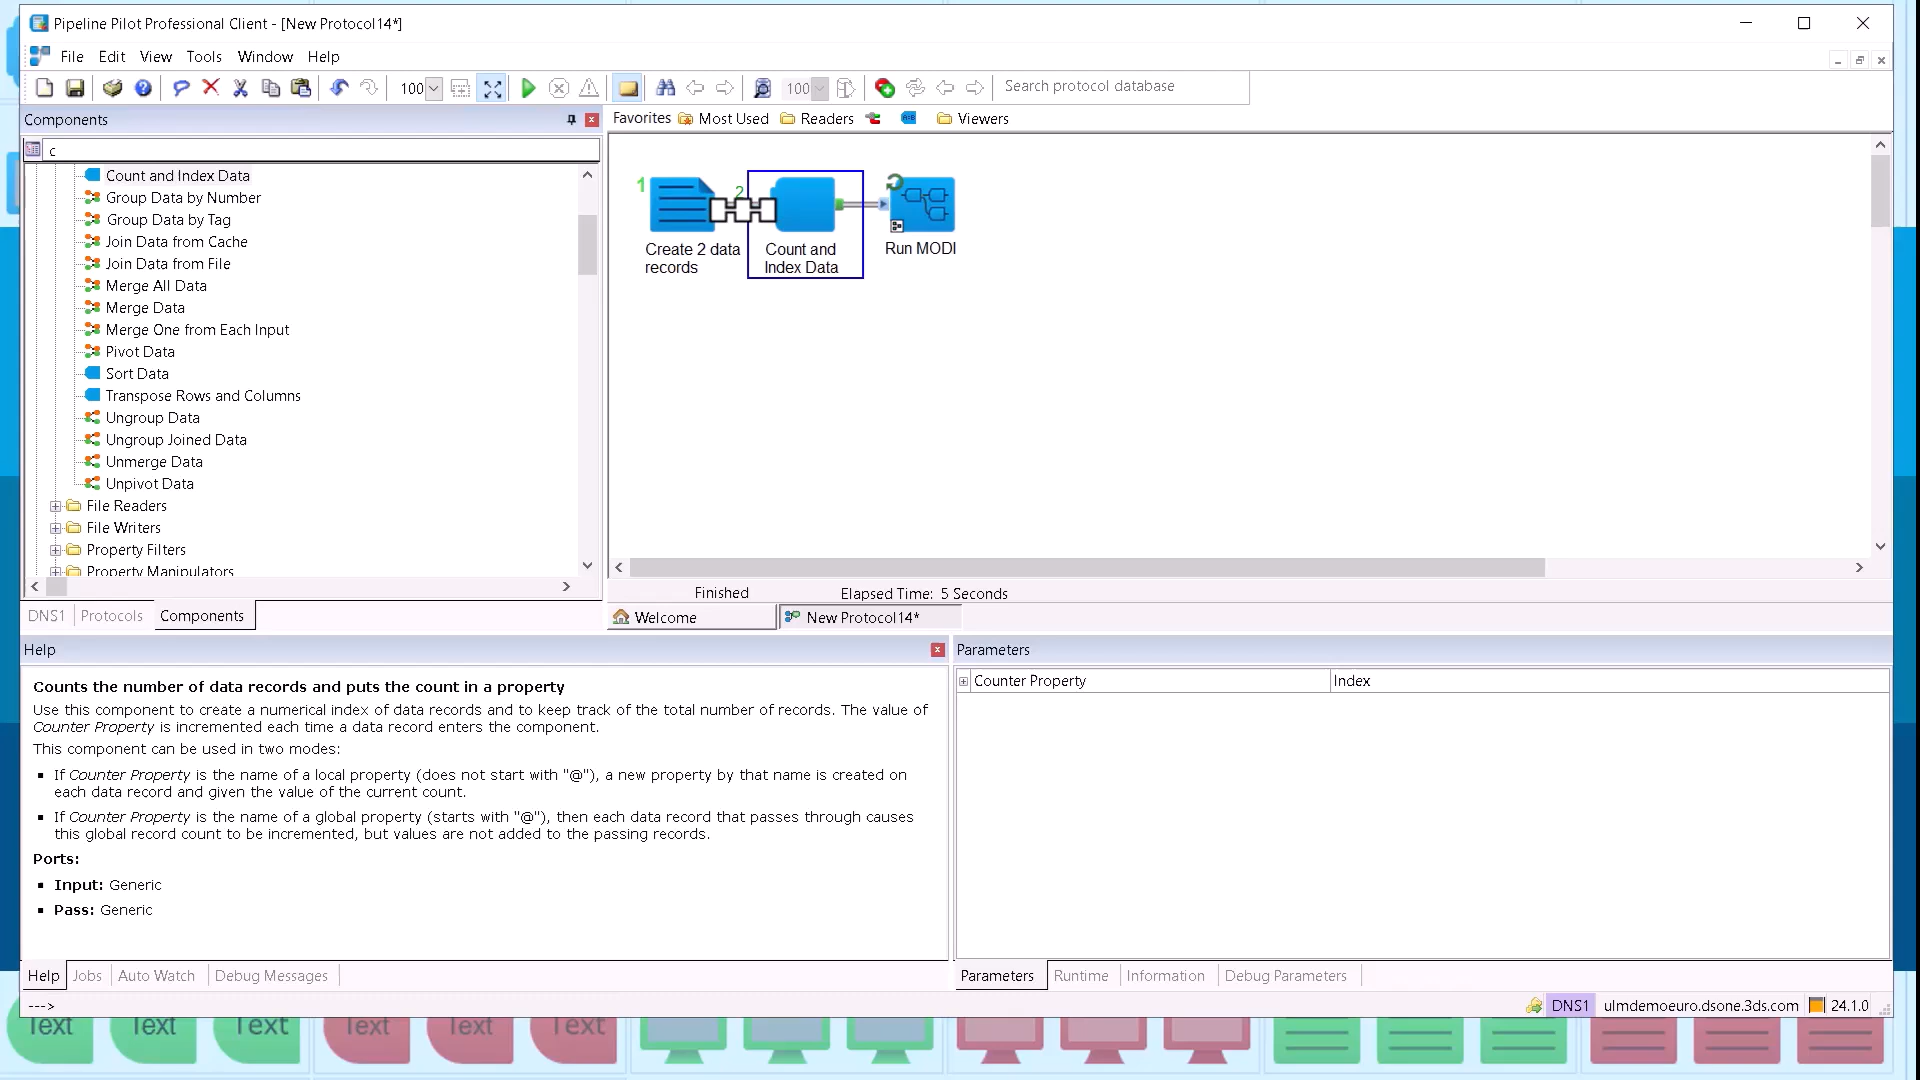 Pipeline Pilot Professional Client - [New Protocol14*]
File Edit View Tools Window Help
100 100 Search protocol database
Components
Favorites Most Used Readers Viewers
c
Count and Index Data
Group Data by Number
Group Data by Tag
Join Data from Cache
Join Data from File
Merge All Data
Merge Data
Merge One from Each Input
Pivot Data
Sort Data
Transpose Rows and Columns
Ungroup Data
Ungroup Joined Data
Unmerge Data
Unpivot Data
File Readers
File Writers
Property Filters
Property Manipulators
1 2
Create 2 data records
Count and Index Data
Run MODI
Finished Elapsed Time: 5 Seconds
DNS1 Protocols Components
Welcome New Protocol14*
Help
Counts the number of data records and puts the count in a property
Use this component to create a numerical index of data records and to keep track of the total number of records. The value of
Counter Property is incremented each time a data record enters the component.
This component can be used in two modes:
If Counter Property is the name of a local property (does not start with "@"), a new property by that name is created on
each data record and given the value of the current count.
If Counter Property is the name of a global property (starts with "@"), then each data record that passes through causes
this global record count to be incremented, but values are not added to the passing records.
Ports:
Input: Generic
Pass: Generic
Help Jobs Auto Watch Debug Messages
Parameters
Counter Property Index
Parameters Runtime Information Debug Parameters
---> DNS1 ulmdemoeuro.dsone.3ds.com 24.1.0
Text Text Text Text Text Text